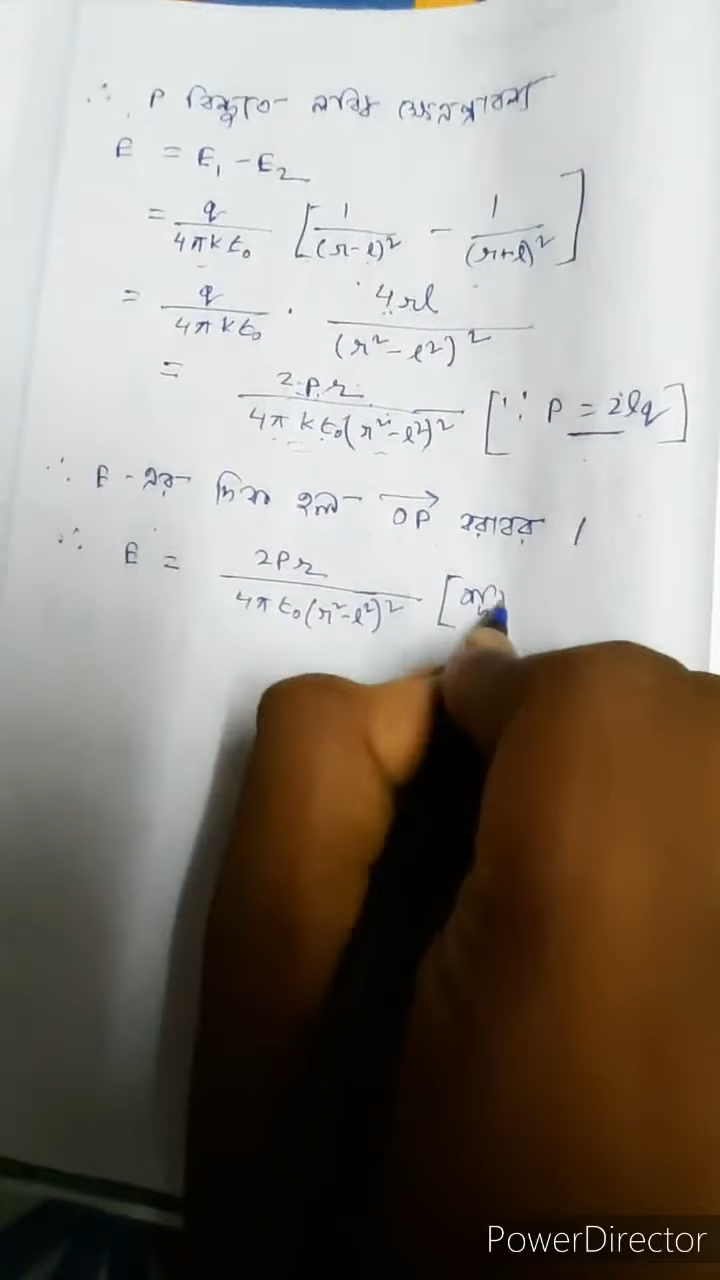 ∴ P বিন্দুতে লব্ধি ক্ষেত্রপ্রাবল্য
E = E₁ - E₂
= q / 4πkε₀ [ 1 / (r-l)² - 1 / (r+l)² ]
= q / 4πkε₀ · 4rl / (r² - l²)²
= 2pr / 4πkε₀(r² - l²)² [∵ P = 2lq]
∴ E-এর দিক হল OP⃗ বরাবর ।
∴ E = 2Pr / 4πε₀(r² - l²)² [
PowerDirector